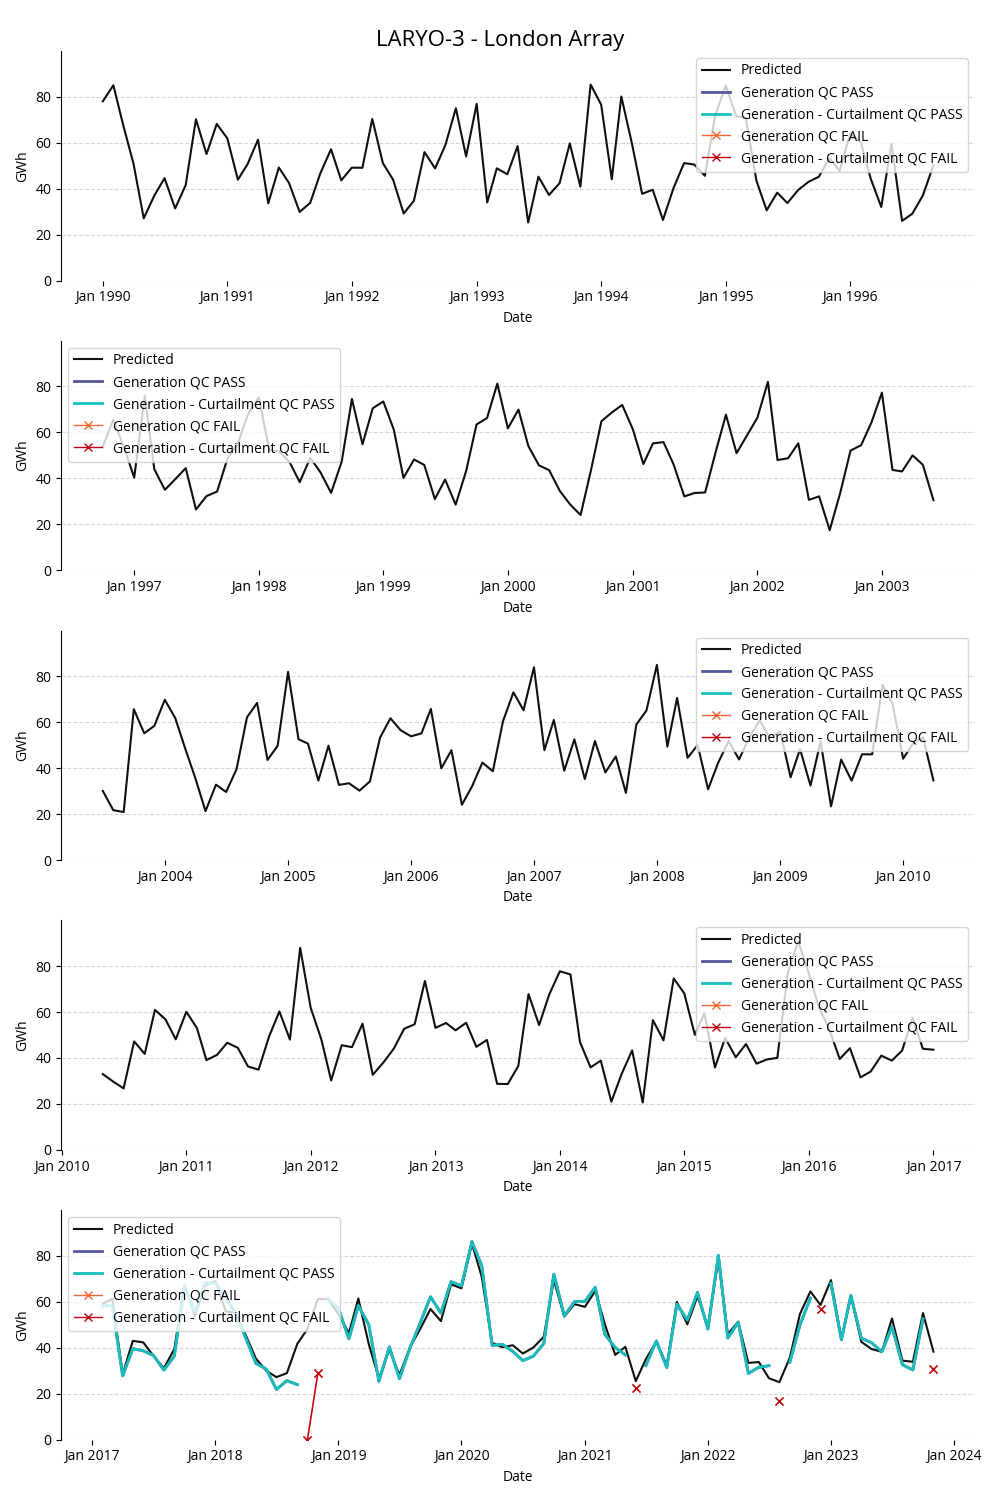 LARYO-3 - London Array
Predicted
Generation QC PASS
Generation - Curtailment QC PASS
Generation QC FAIL
Generation - Curtailment QC FAIL
80
60
40
20
0
GWh
Jan 1990 Jan 1991 Jan 1992 Jan 1993 Jan 1994 Jan 1995 Jan 1996
Date
Predicted
Generation QC PASS
Generation - Curtailment QC PASS
Generation QC FAIL
Generation - Curtailment QC FAIL
80
60
40
20
0
GWh
Jan 1997 Jan 1998 Jan 1999 Jan 2000 Jan 2001 Jan 2002 Jan 2003
Date
Predicted
Generation QC PASS
Generation - Curtailment QC PASS
Generation QC FAIL
Generation - Curtailment QC FAIL
80
60
40
20
0
GWh
Jan 2004 Jan 2005 Jan 2006 Jan 2007 Jan 2008 Jan 2009 Jan 2010
Date
Predicted
Generation QC PASS
Generation - Curtailment QC PASS
Generation QC FAIL
Generation - Curtailment QC FAIL
80
60
40
20
0
GWh
Jan 2010 Jan 2011 Jan 2012 Jan 2013 Jan 2014 Jan 2015 Jan 2016 Jan 2017
Date
Predicted
Generation QC PASS
Generation - Curtailment QC PASS
Generation QC FAIL
Generation - Curtailment QC FAIL
80
60
40
20
0
GWh
Jan 2017 Jan 2018 Jan 2019 Jan 2020 Jan 2021 Jan 2022 Jan 2023 Jan 2024
Date